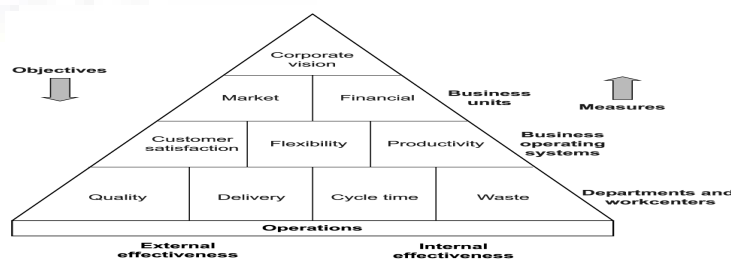 Corporate
vision
Objectives
Market
Financial
Business
units
Measures
Customer
satisfaction
Flexibility
Productivity
Business
operating
systems
Quality
Delivery
Cycle time
Waste
Departments and
workcenters
Operations
External
effectiveness
Internal
effectiveness